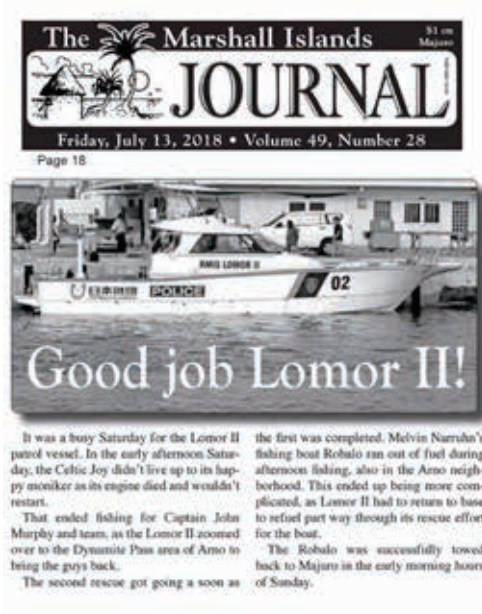 The Marshall Islands
$1 on
Majuro
JOURNAL
Friday, July 13, 2018 • Volume 49, Number 28
Page 18
RMIS LOMOR II
日本財団
POLICE
02
Good job Lomor II!
It was a busy Saturday for the Lomor II
patrol vessel. In the early afternoon Satur-
day, the Celtic Joy didn't live up to its hap-
py moniker as its engine died and wouldn't
restart.
That ended fishing for Captain John
Murphy and team, as the Lomor II zoomed
over to the Dynamite Pass area of Arno to
bring the guys back.
The second rescue got going a soon as
the first was completed. Melvin Narruhn's
fishing boat Robalo ran out of fuel during
afternoon fishing, also in the Arno neigh-
borhood. This ended up being more com-
plicated, as Lomor II had to return to base
to refuel part way through its rescue effort
for the boat.
The Robalo was successfully towed
back to Majuro in the early morning hours
of Sunday.